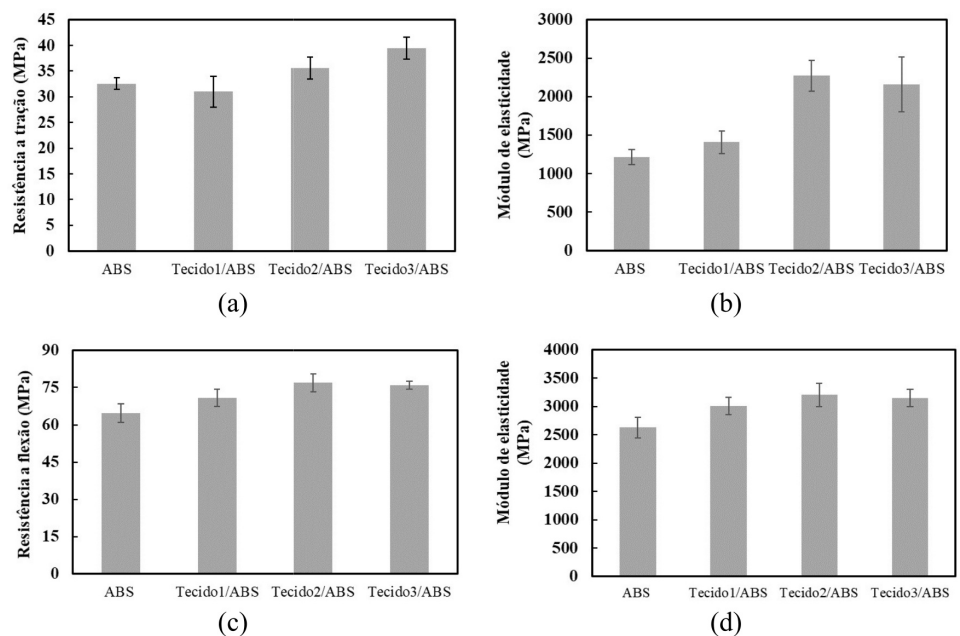 Resistência a tração (MPa)
45
40
35
30
25
20
15
10
5
0
ABS Tecido1/ABS Tecido2/ABS Tecido3/ABS
(a)
Módulo de elasticidade
(MPa)
3000
2500
2000
1500
1000
500
0
ABS Tecido1/ABS Tecido2/ABS Tecido3/ABS
(b)
Resistência a flexão (MPa)
90
75
60
45
30
15
0
ABS Tecido1/ABS Tecido2/ABS Tecido3/ABS
(c)
Módulo de elasticidade
(MPa)
4000
3500
3000
2500
2000
1500
1000
500
0
ABS Tecido1/ABS Tecido2/ABS Tecido3/ABS
(d)